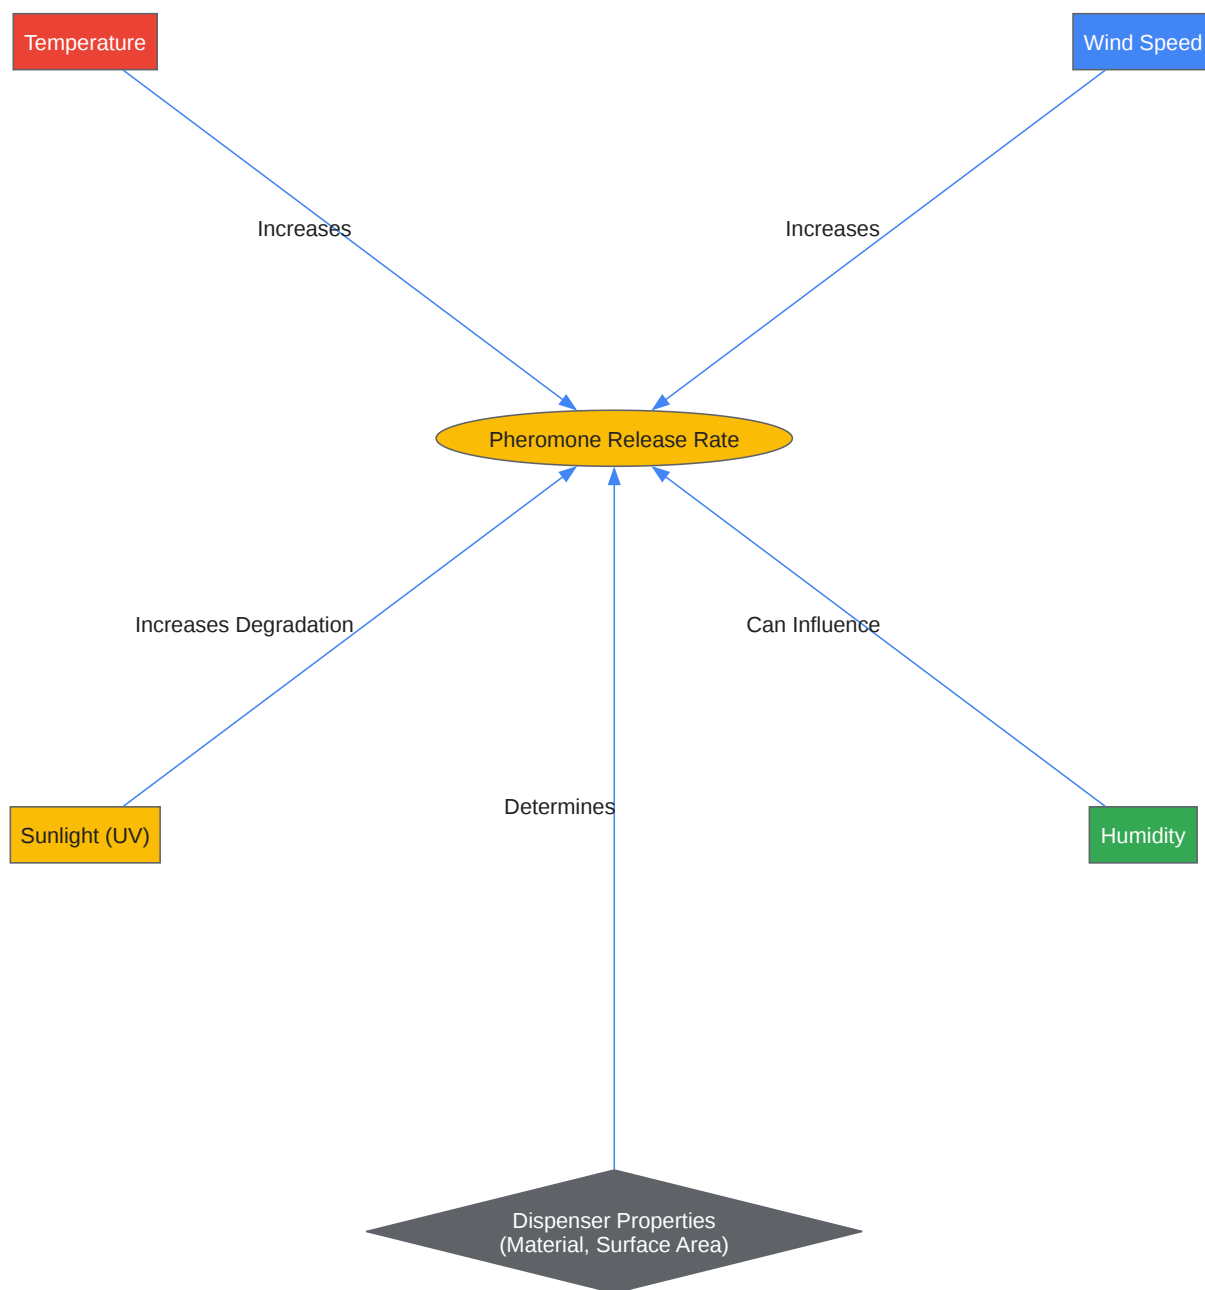 Temperature
Wind Speed
Increases
Increases
Pheromone Release Rate
Increases Degradation
Can Influence
Determines
Sunlight (UV)
Humidity
Dispenser Properties
(Material, Surface Area)